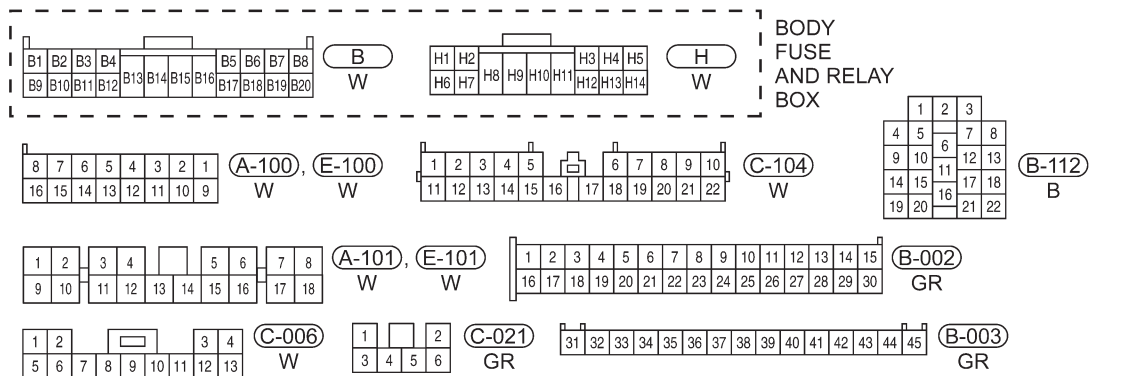 BODY
FUSE
AND RELAY
BOX
B1 B2 B3 B4 B5 B6 B7 B8
B9 B10 B11 B12 B13 B14 B15 B16 B17 B18 B19 B20
B
W
H1 H2 H3 H4 H5
H6 H7 H8 H9 H10 H11 H12 H13 H14
H
W
8 7 6 5 4 3 2 1
16 15 14 13 12 11 10 9
A-100, E-100
W W
1 2 3 4 5 6 7 8 9 10
11 12 13 14 15 16 17 18 19 20 21 22
C-104
W
1 2 3
4 5 6 7 8
9 10 11 12 13
14 15 16 17 18
19 20 21 22
B-112
B
1 2 3 4 5 6 7 8
9 10 11 12 13 14 15 16 17 18
A-101, E-101
W W
1 2 3 4 5 6 7 8 9 10 11 12 13 14 15
16 17 18 19 20 21 22 23 24 25 26 27 28 29 30
B-002
GR
1 2 3 4
5 6 7 8 9 10 11 12 13
C-006
W
1 2
3 4 5 6
C-021
GR
31 32 33 34 35 36 37 38 39 40 41 42 43 44 45
B-003
GR